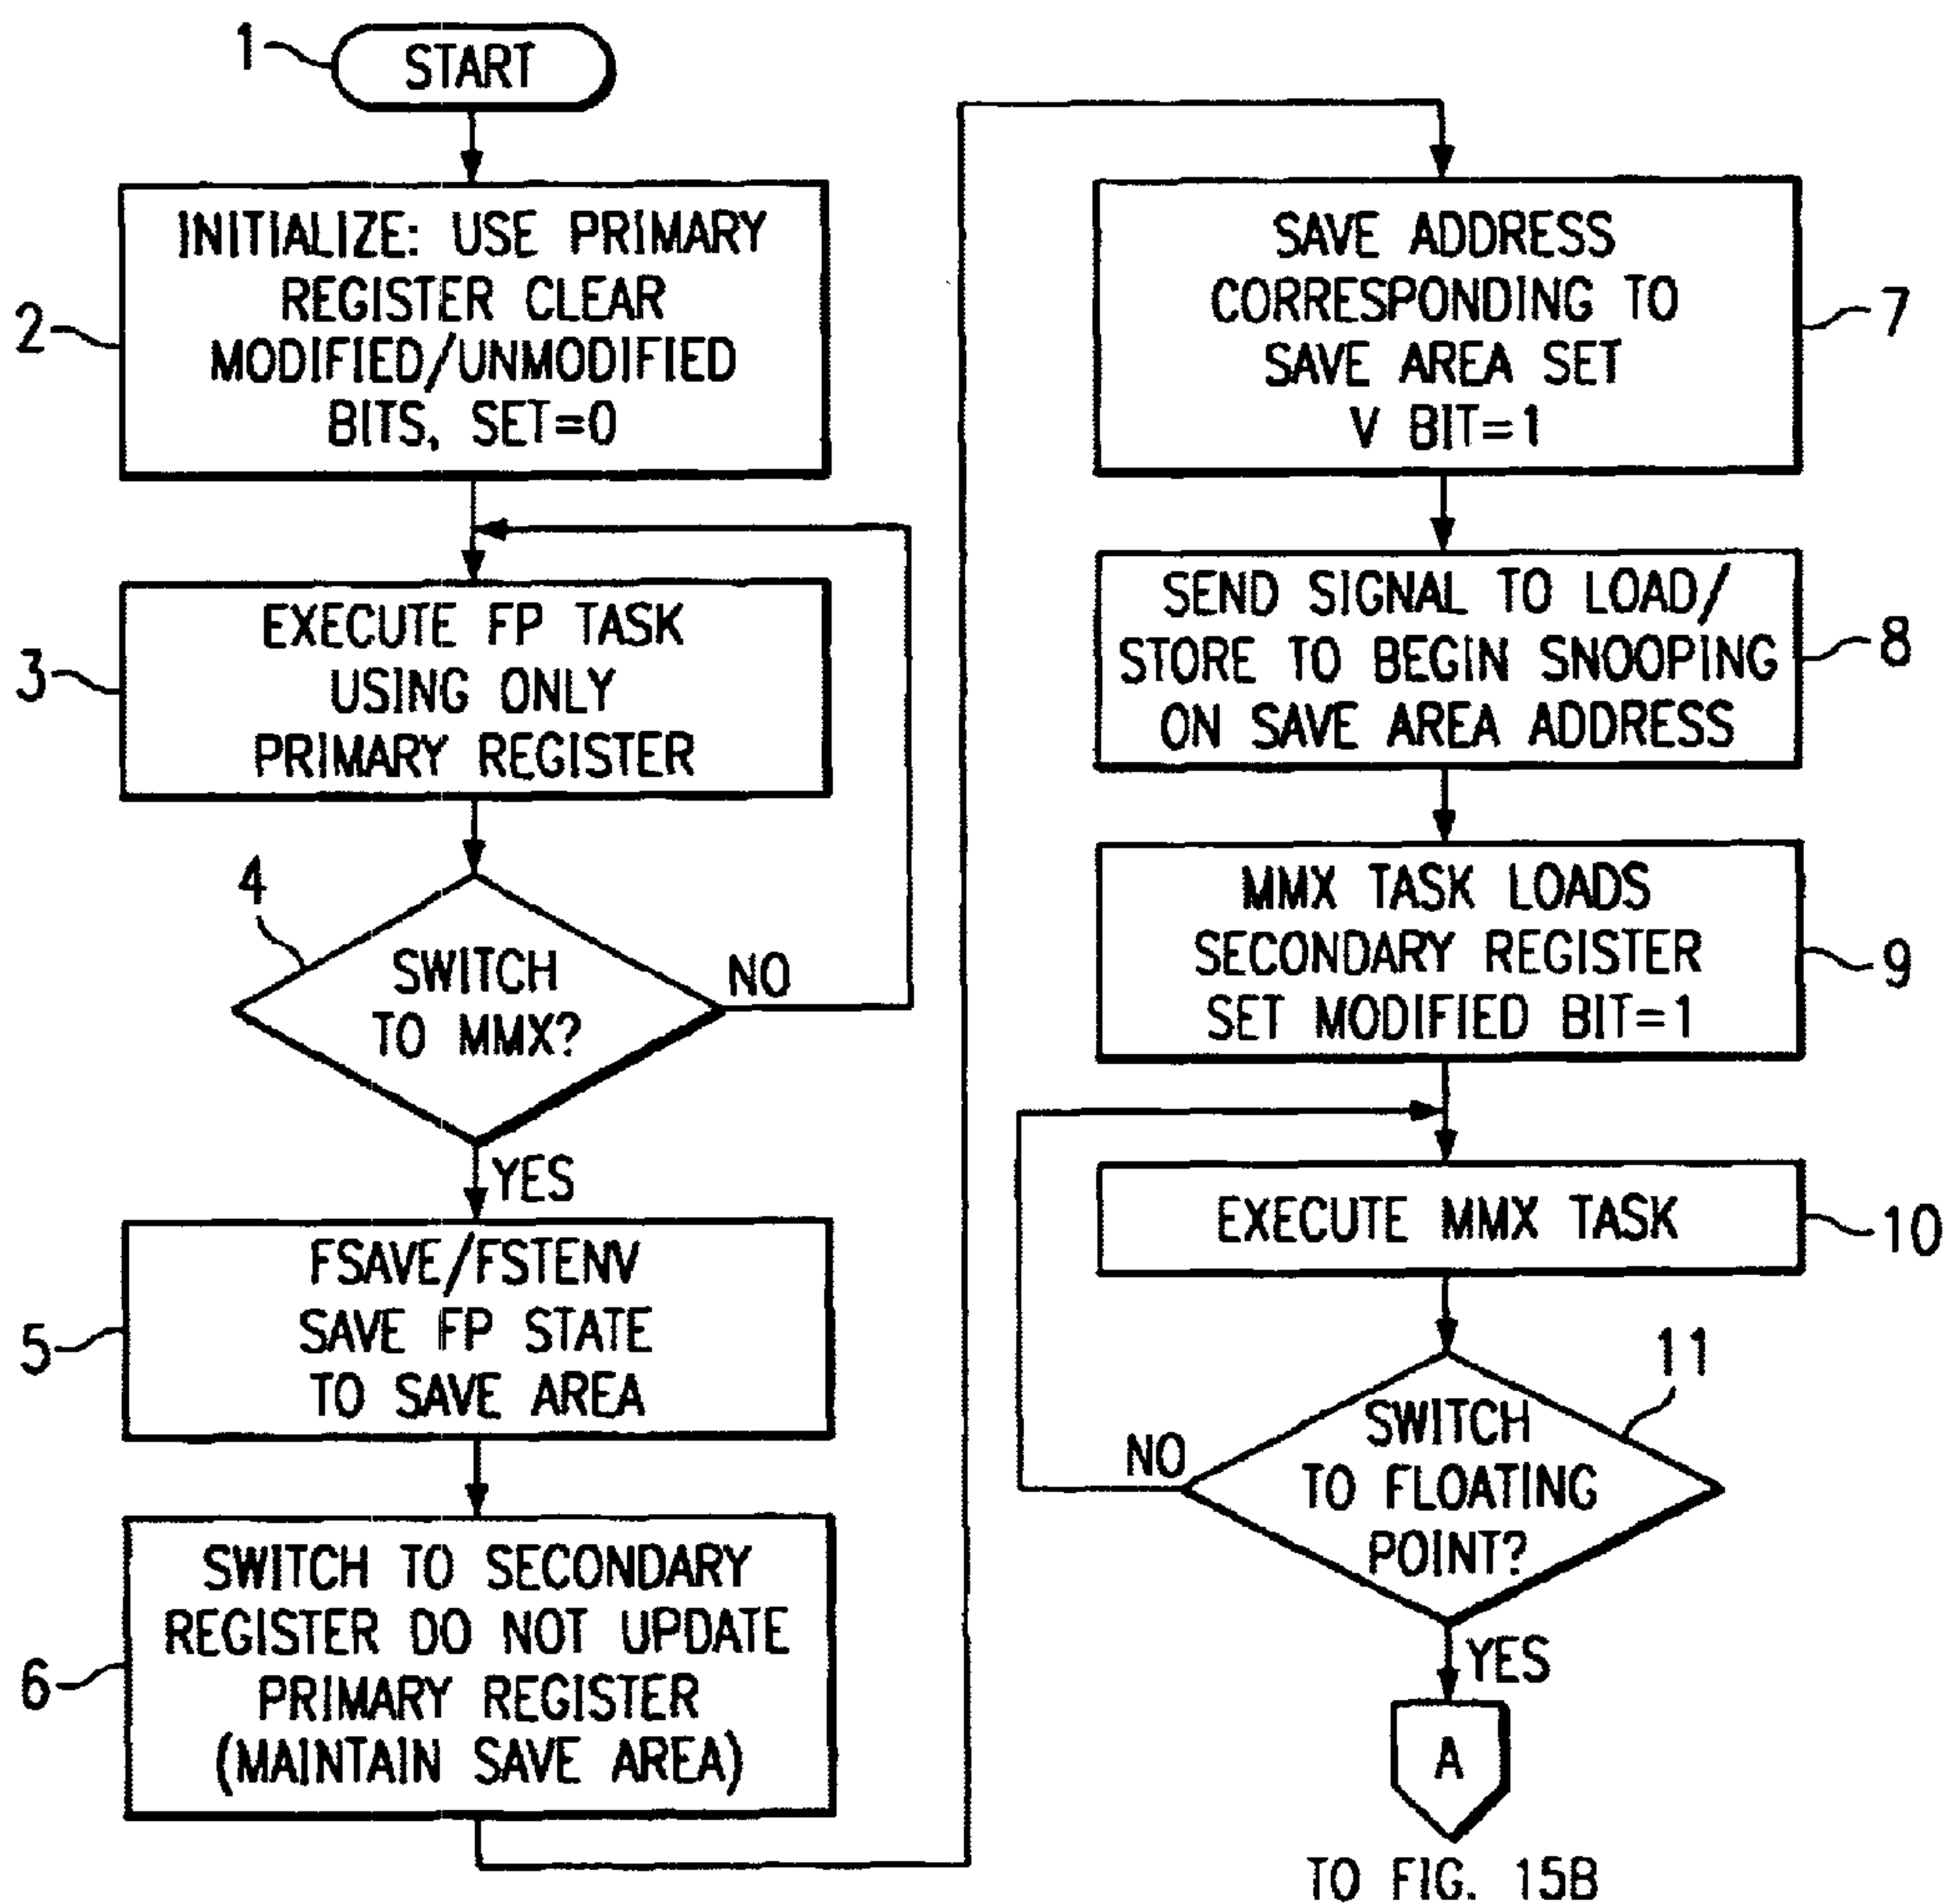 1
START
2
INITIALIZE: USE PRIMARY
REGISTER CLEAR
MODIFIED/UNMODIFIED
BITS, SET=0
3
EXECUTE FP TASK
USING ONLY
PRIMARY REGISTER
4
SWITCH
TO MMX?
NO
YES
5
FSAVE/FSTENV
SAVE FP STATE
TO SAVE AREA
6
SWITCH TO SECONDARY
REGISTER DO NOT UPDATE
PRIMARY REGISTER
(MAINTAIN SAVE AREA)
SAVE ADDRESS
CORRESPONDING TO
SAVE AREA SET
V BIT=1
7
SEND SIGNAL TO LOAD/
STORE TO BEGIN SNOOPING
ON SAVE AREA ADDRESS
8
MMX TASK LOADS
SECONDARY REGISTER
SET MODIFIED BIT=1
9
EXECUTE MMX TASK
10
11
SWITCH
TO FLOATING
POINT?
NO
YES
A
TO FIG. 15B